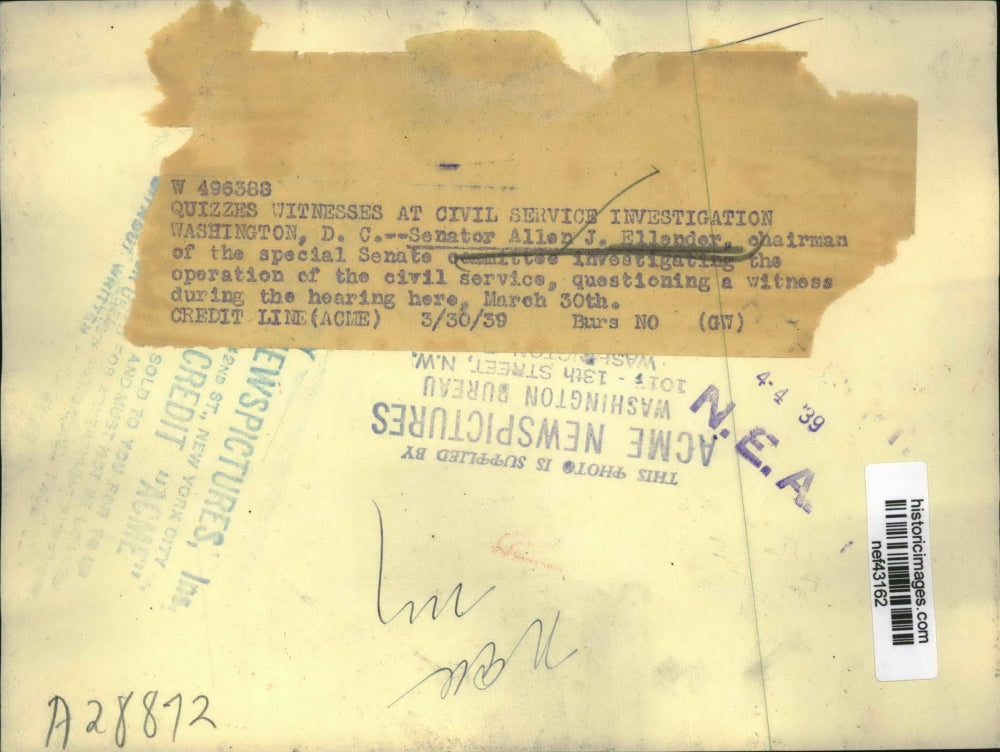 W 496388
QUIZZES WITNESSES AT CIVIL SERVICE INVESTIGATION
WASHINGTON, D. C.--Senator Allen J. Ellender, chairman
of the special Senate committee investigating the
operation of the civil service, questioning a witness
during the hearing here, March 30th.
CREDIT LINE(ACME) 3/30/39 Burs NO (GW)
THIS PHOTO IS SUPPLIED BY
ACME NEWSPICTURES
WASHINGTON BUREAU
13th STREET, N.W.
4-4 '39
N.E.A.
EWSPICTURES, Inc.
42ND ST., NEW YORK CITY
CREDIT "ACME"
SOLD TO YOU FOR
AND MUST NOT BE
WITHOUT WRITTEN
historicimages.com
nef43162
A28872